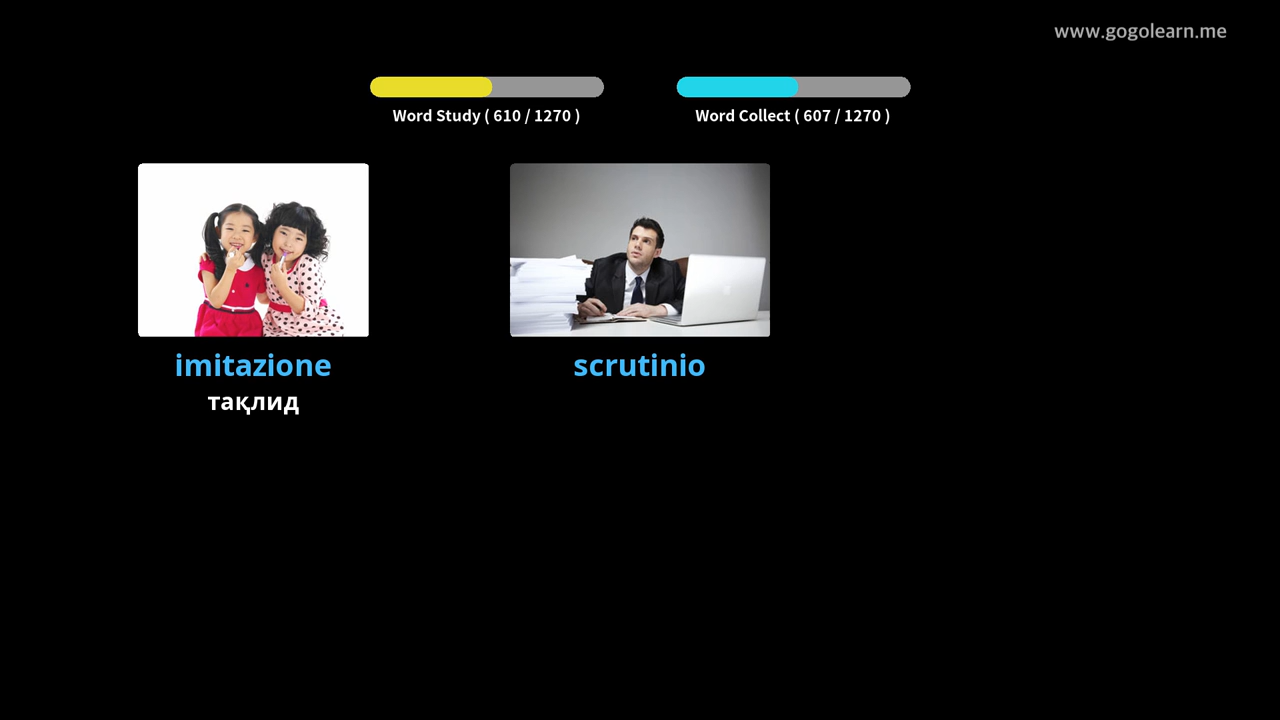 www.gogolearn.me
Word Study ( 610 / 1270 )
Word Collect ( 607 / 1270 )
imitazione
тақлид
scrutinio